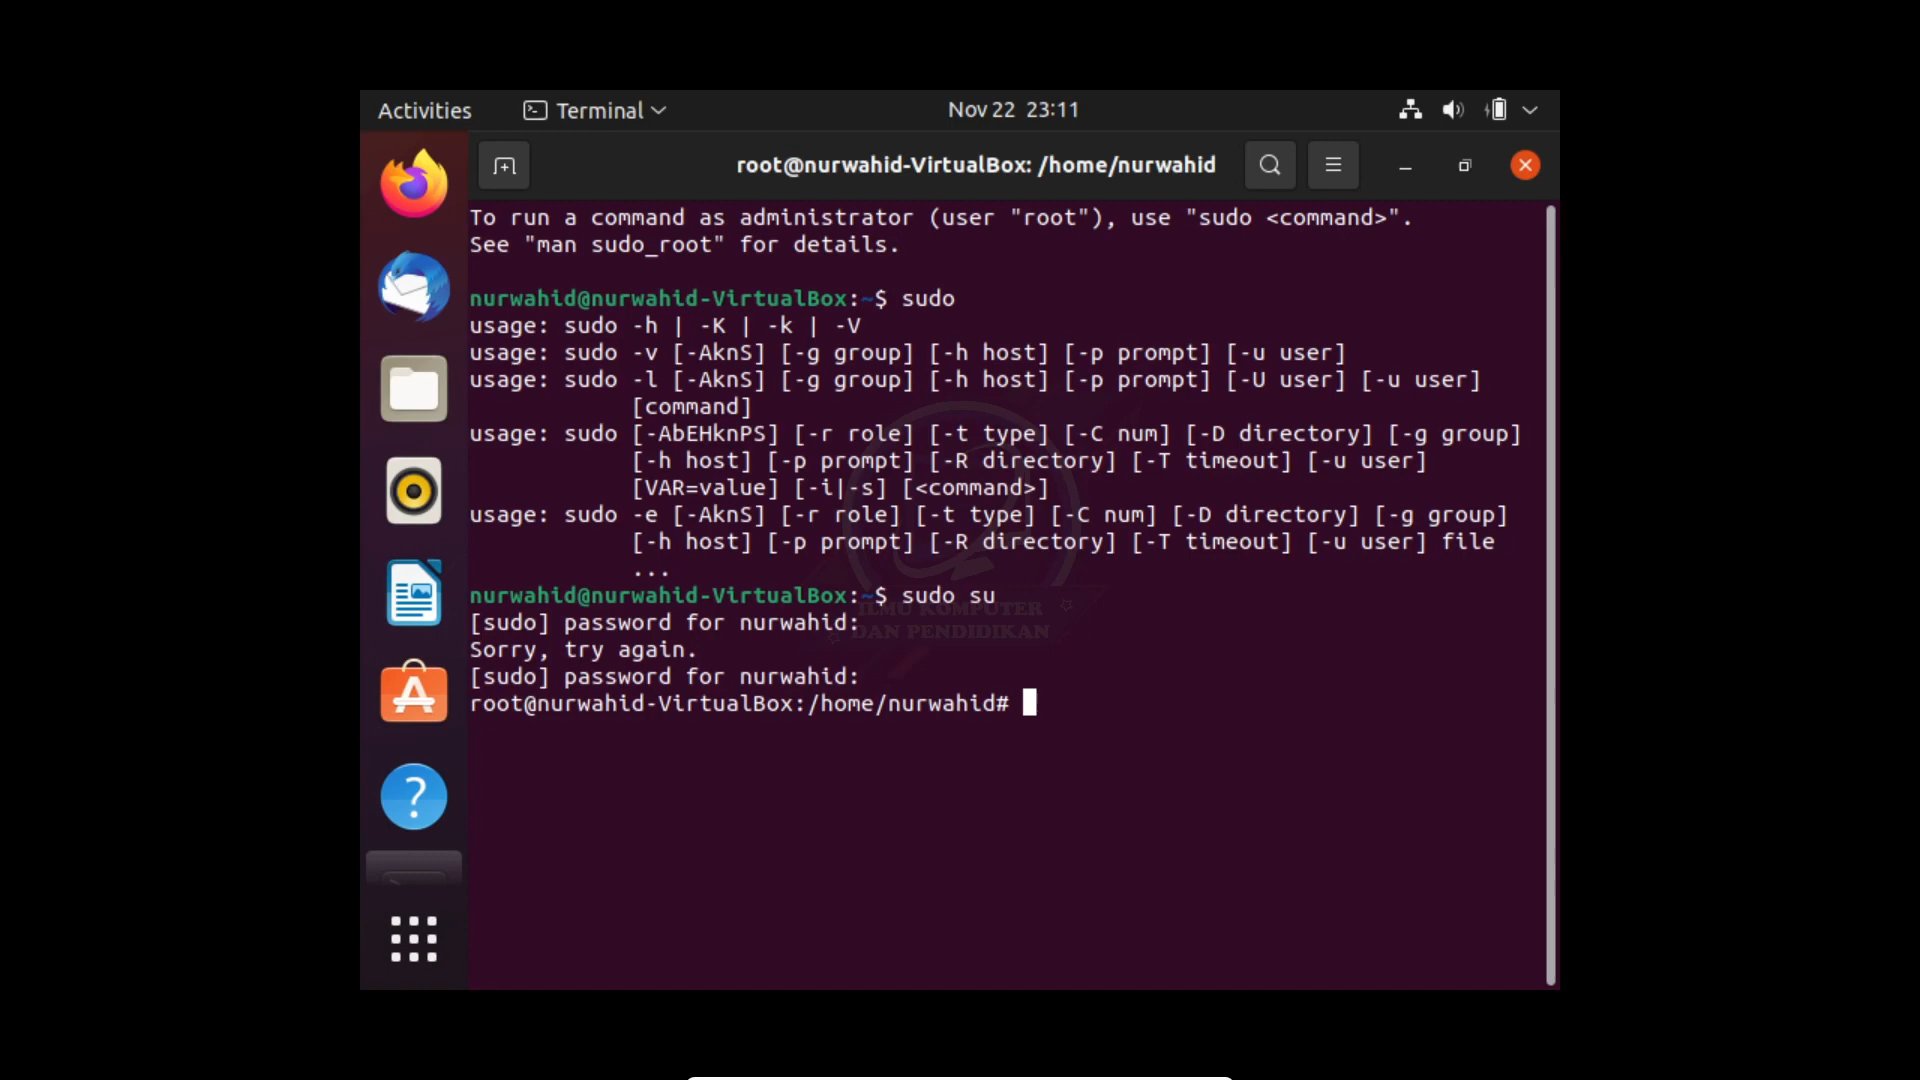 Activities
Terminal
Nov 22 23:11
root@nurwahid-VirtualBox: /home/nurwahid
To run a command as administrator (user "root"), use "sudo <command>".
See "man sudo_root" for details.
nurwahid@nurwahid-VirtualBox:~$ sudo
usage: sudo -h | -K | -k | -V
usage: sudo -v [-AknS] [-g group] [-h host] [-p prompt] [-u user]
usage: sudo -l [-AknS] [-g group] [-h host] [-p prompt] [-U user] [-u user]
[command]
usage: sudo [-AbEHknPS] [-r role] [-t type] [-C num] [-D directory] [-g group]
[-h host] [-p prompt] [-R directory] [-T timeout] [-u user]
[VAR=value] [-i|-s] [<command>]
usage: sudo -e [-AknS] [-r role] [-t type] [-C num] [-D directory] [-g group]
[-h host] [-p prompt] [-R directory] [-T timeout] [-u user] file
...
nurwahid@nurwahid-VirtualBox:~$ sudo su
ILMU KOMPUTER
[sudo] password for nurwahid:
DAN PENDIDIKAN
Sorry, try again.
[sudo] password for nurwahid:
root@nurwahid-VirtualBox:/home/nurwahid#